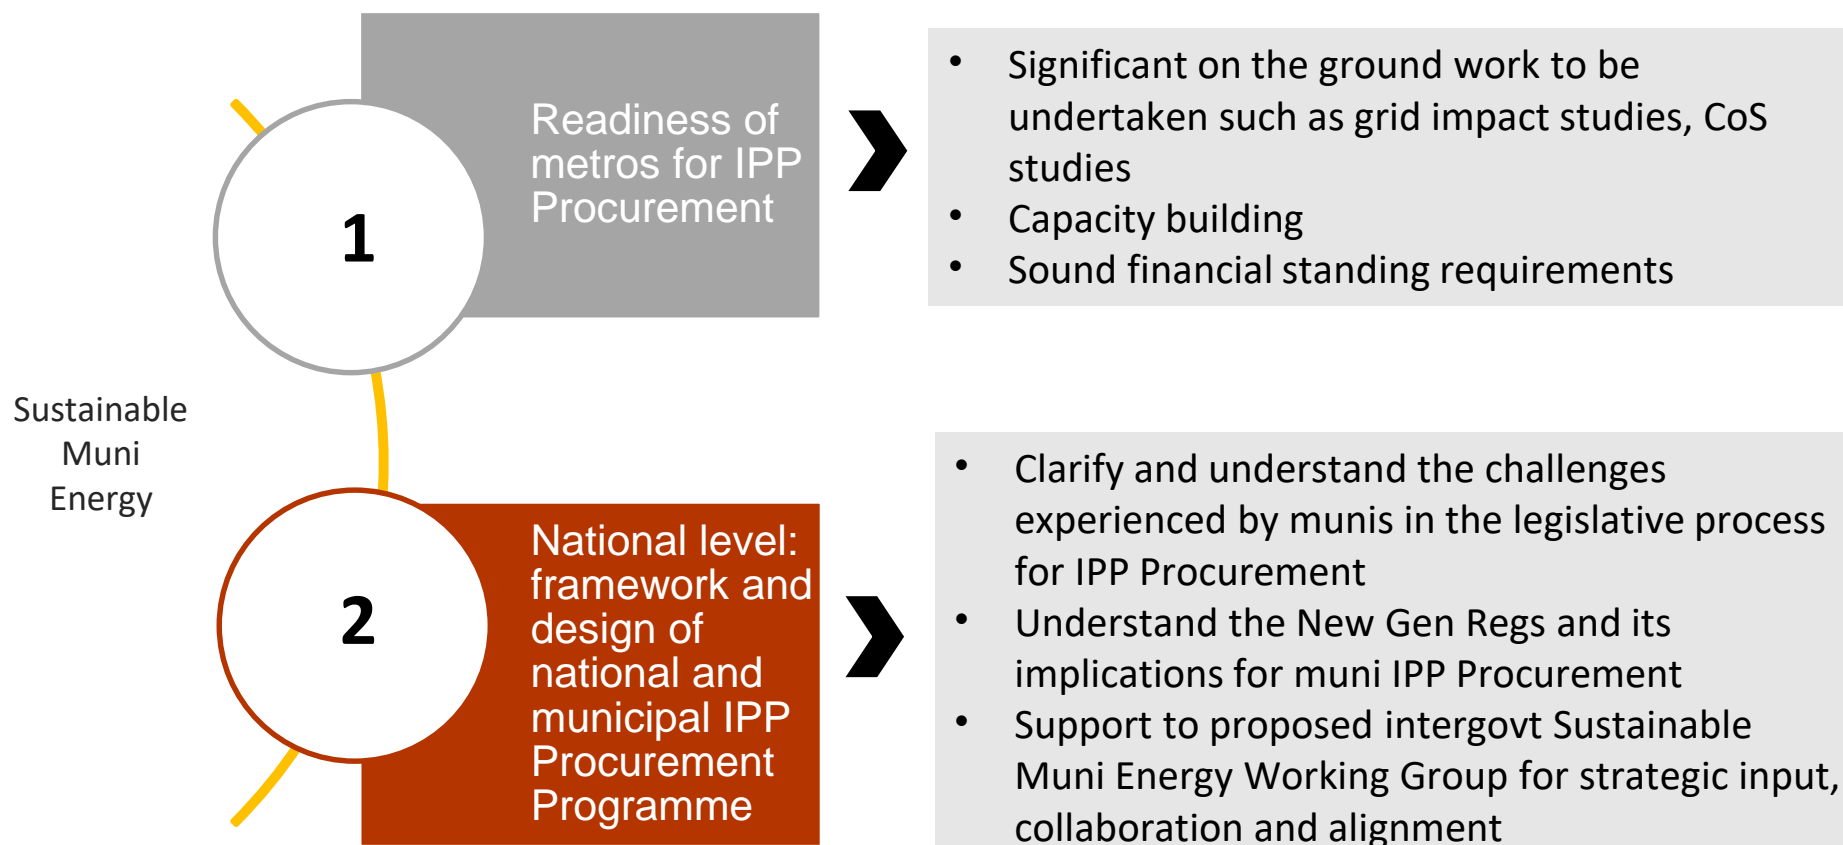 Sustainable
Muni
Energy
1
Readiness of
metros for IPP
Procurement
• Significant on the ground work to be
undertaken such as grid impact studies, CoS
studies
• Capacity building
• Sound financial standing requirements
2
National level:
framework and
design of
national and
municipal IPP
Procurement
Programme
• Clarify and understand the challenges
experienced by munis in the legislative process
for IPP Procurement
• Understand the New Gen Regs and its
implications for muni IPP Procurement
• Support to proposed intergovt Sustainable
Muni Energy Working Group for strategic input,
collaboration and alignment